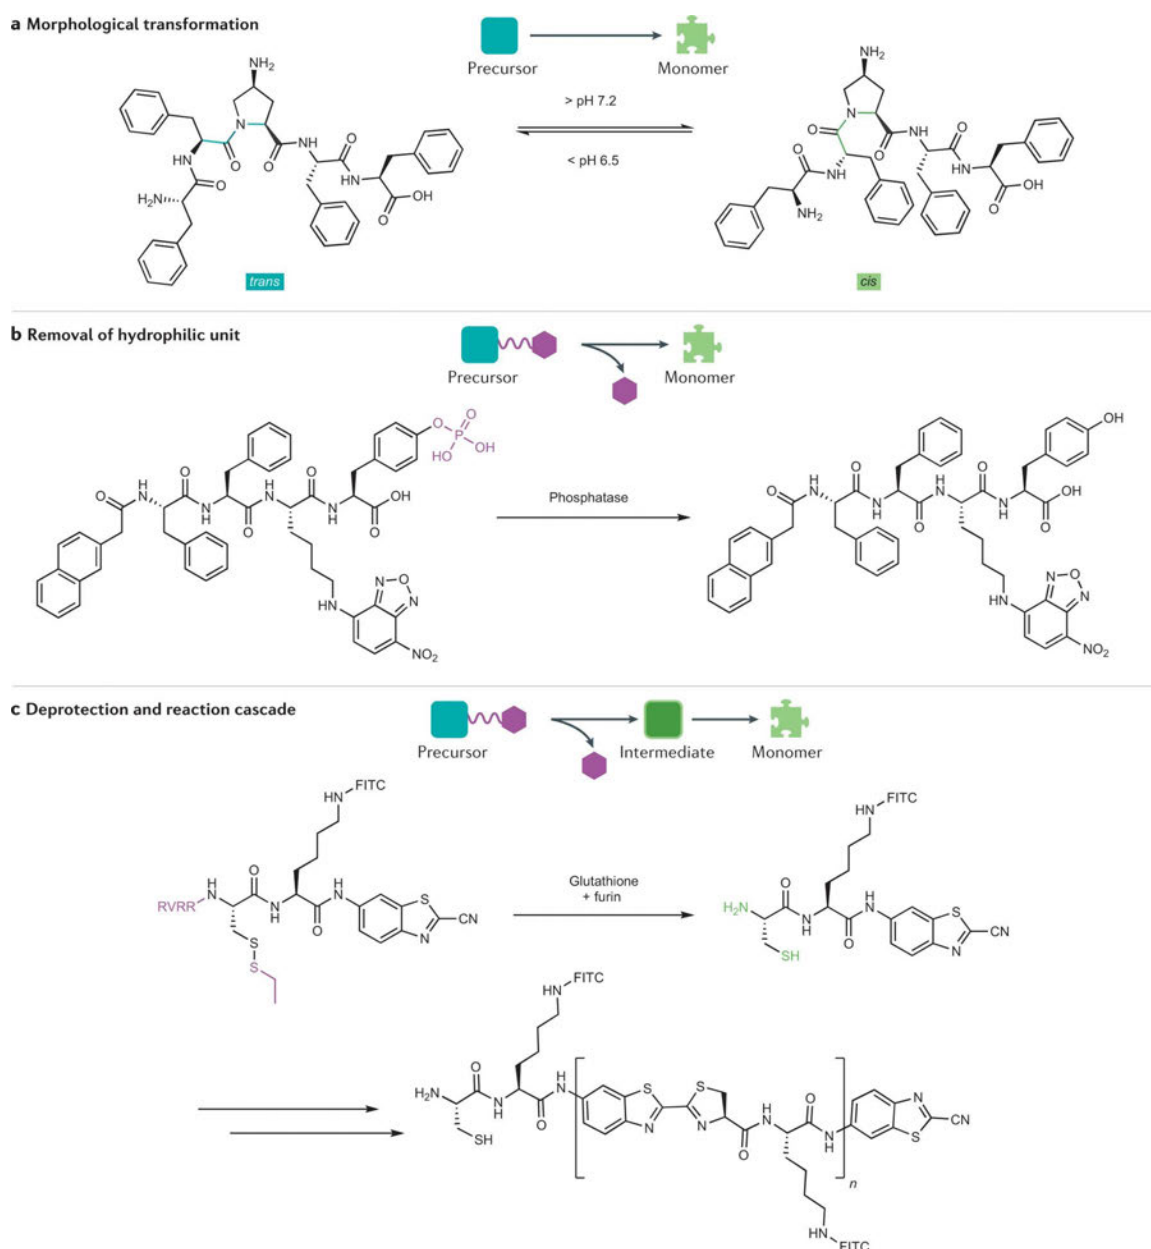 a Morphological transformation
Precursor
Monomer
NH2
> pH 7.2
< pH 6.5
N
O
O
HN
NH
O
O
HN
O
OH
O
H2N
trans
NH2
N
O
O
HN
O
HN
O
HN
O
OH
O
NH2
cis
b Removal of hydrophilic unit
Precursor
Monomer
O
O
P
OH
HO
O
H
N
O
N
H
O
H
N
O
N
H
OH
O
HN
N
O
N
NO2
Phosphatase
OH
O
H
N
O
N
H
O
H
N
O
N
H
OH
O
HN
N
O
N
NO2
c Deprotection and reaction cascade
Precursor
Intermediate
Monomer
HN
FITC
RVRR
H
N
O
N
H
O
H
N
S
N
CN
S
S
Glutathione
+ furin
HN
FITC
H2N
O
N
H
O
H
N
S
N
CN
SH
HN
FITC
H2N
O
N
H
O
H
N
SH
S
N
S
N
O
H
N
O
N
H
n
N
S
CN
HN
FITC